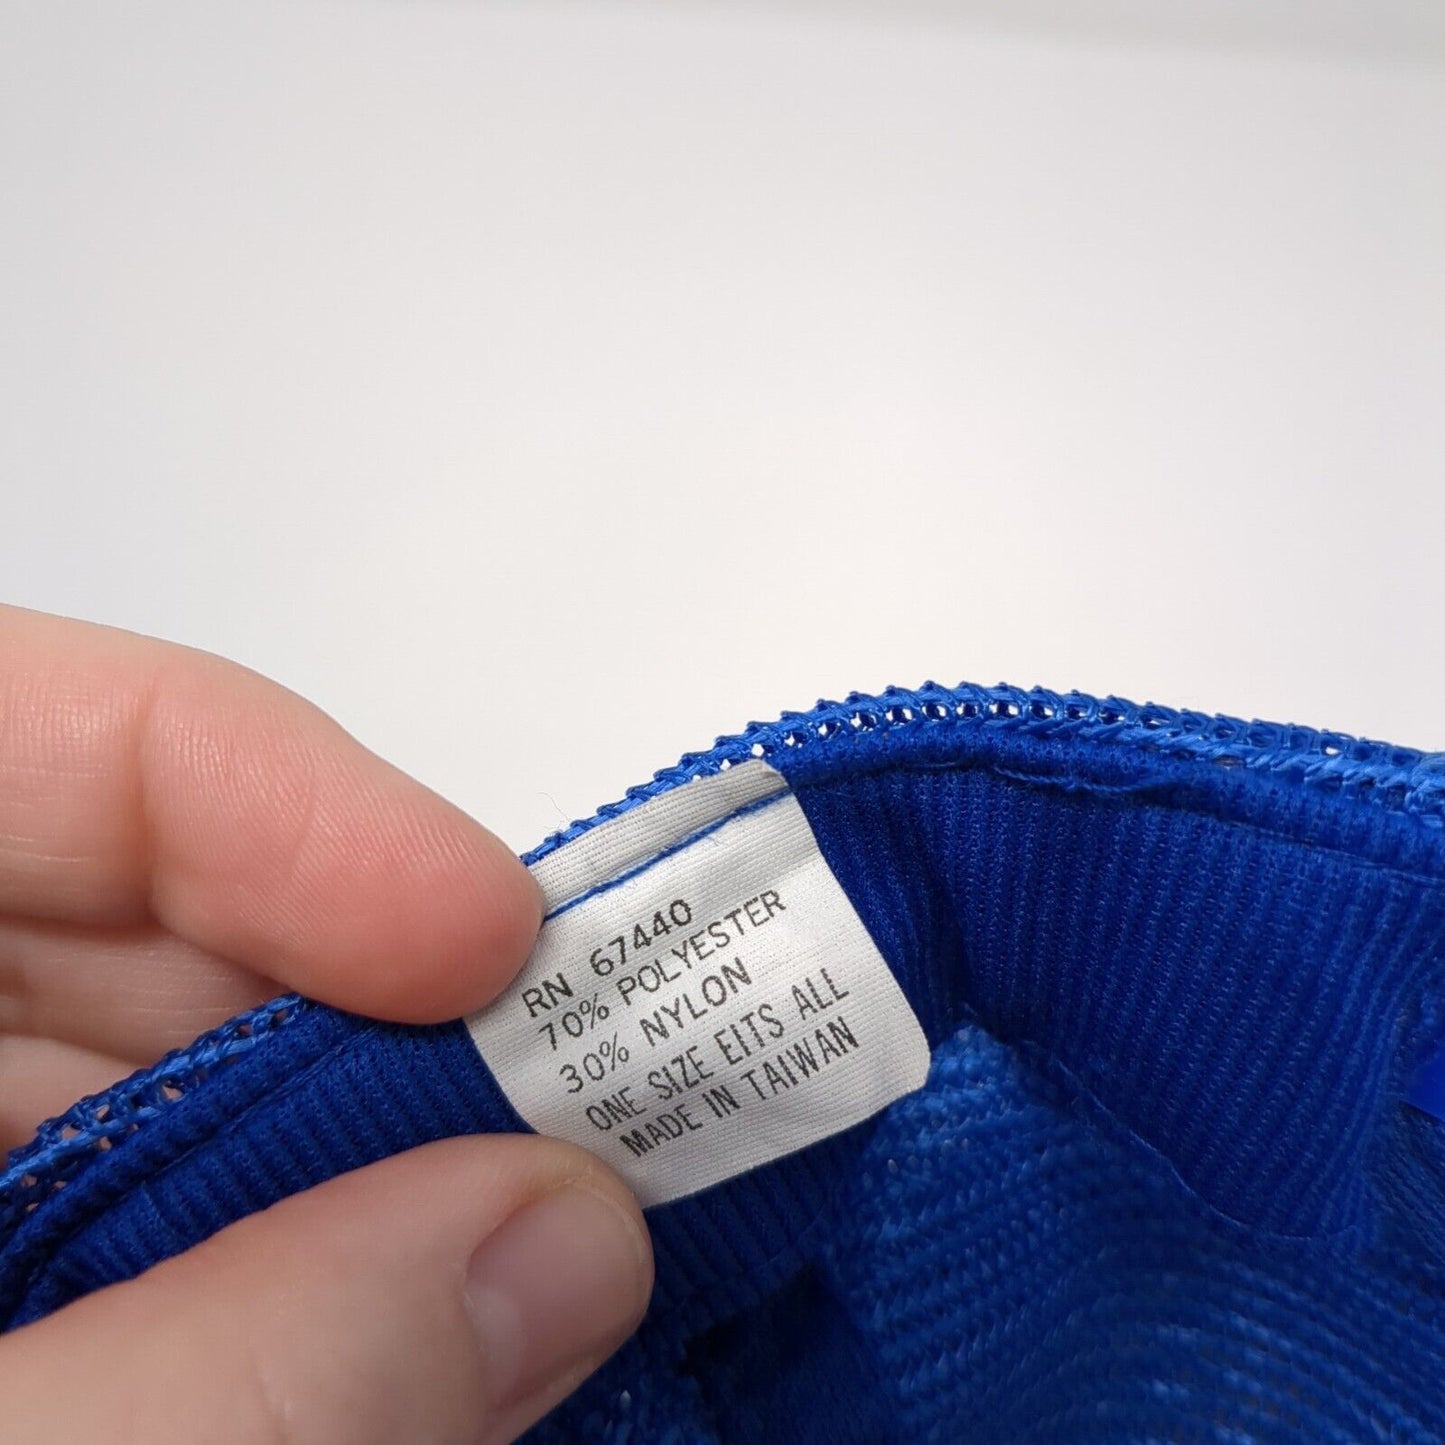 RN 67440
70% POLYESTER
30% NYLON
ONE SIZE EITS ALL
MADE IN TAIWAN